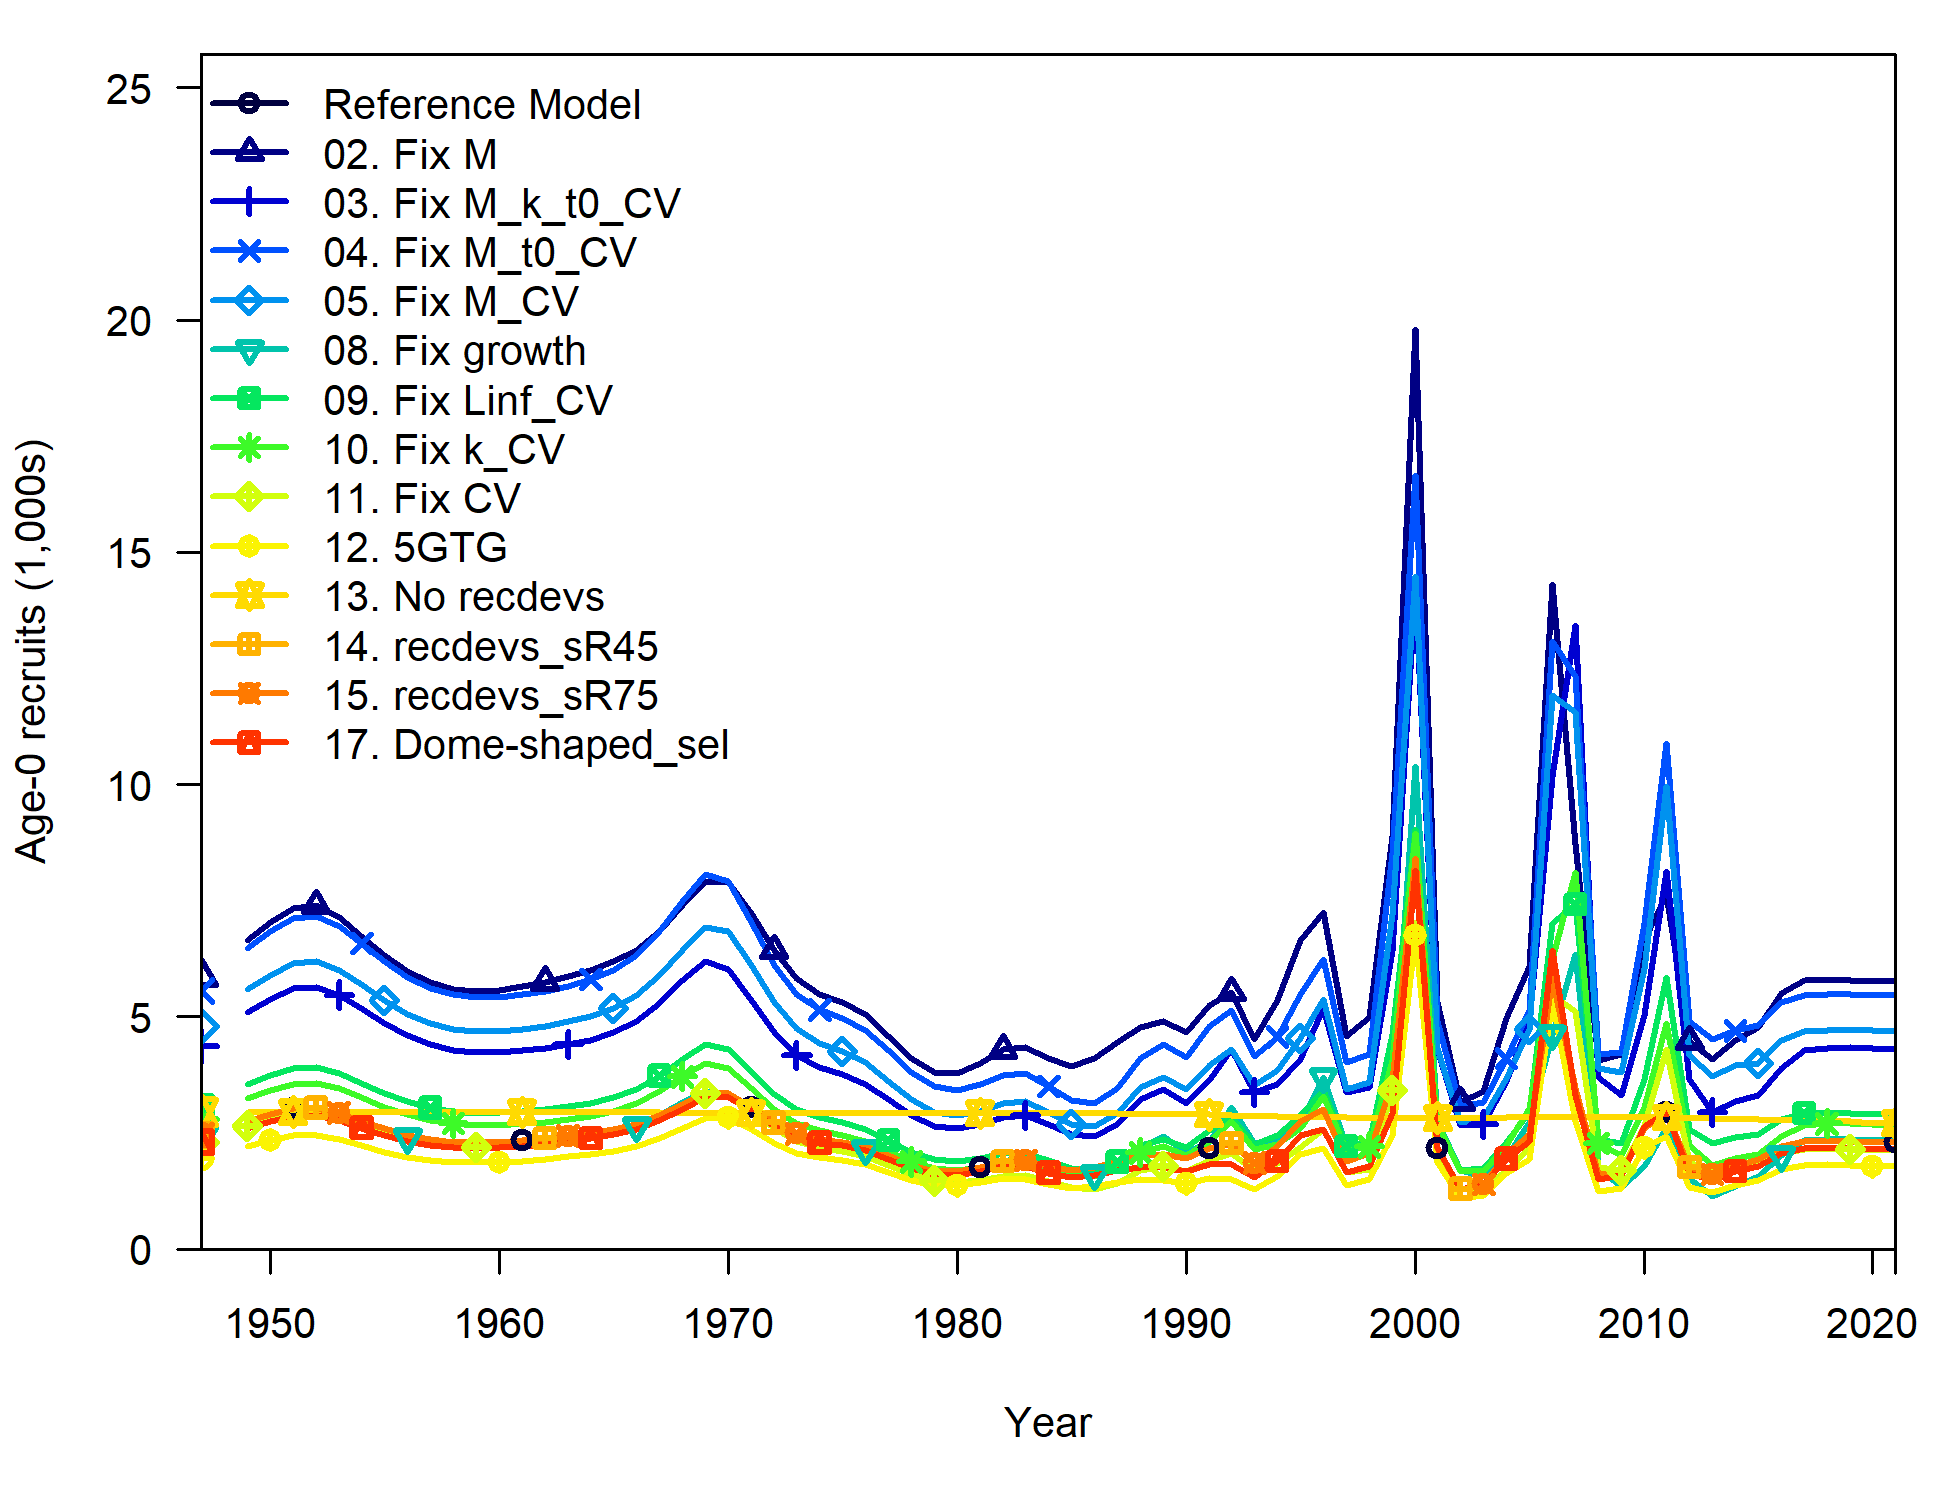 25
20
15
10
5
0
Age-0 recruits (1,000s)
Reference Model
02. Fix M
03. Fix M_k_t0_CV
04. Fix M_t0_CV
05. Fix M_CV
08. Fix growth
09. Fix Linf_CV
10. Fix k_CV
11. Fix CV
12. 5GTG
13. No recdevs
14. recdevs_sR45
15. recdevs_sR75
17. Dome-shaped_sel
1950 1960 1970 1980 1990 2000 2010 2020
Year